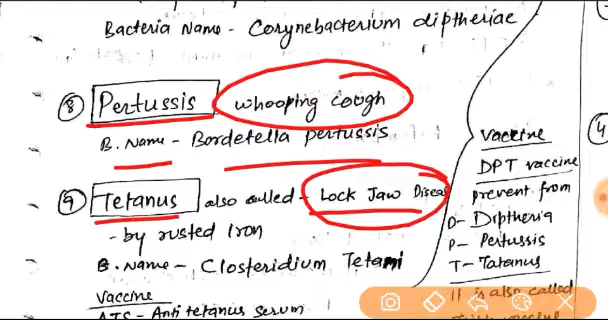 Bacteria Name - Corynebacterium diptheriae
⑧ Pertussis whooping cough
B. Name - Bordetella pertussis
⑨ Tetanus also called - Lock Jaw Diseas
- by rusted Iron
B. Name - Closteridium Tetani
Vaccine
ATS - Anti tetanus serum
Vaccine
DPT vaccine
prevent from
D - Diptheria
P - Pertussis
T - Tatanus
It is also called